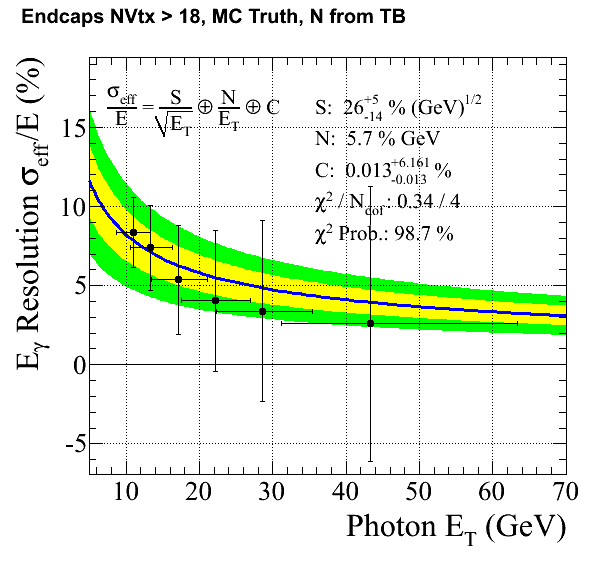 Endcaps NVtx > 18, MC Truth, N from TB
E_γ Resolution σ_eff/E (%)
σ_eff/E = S/√E_T ⊕ N/E_T ⊕ C
S: 26 +5 -14 % (GeV)^1/2
N: 5.7 % GeV
C: 0.013 +6.161 -0.013 %
χ² / N_dof: 0.34 / 4
χ² Prob.: 98.7 %
15
10
5
0
-5
10 20 30 40 50 60 70
Photon E_T (GeV)